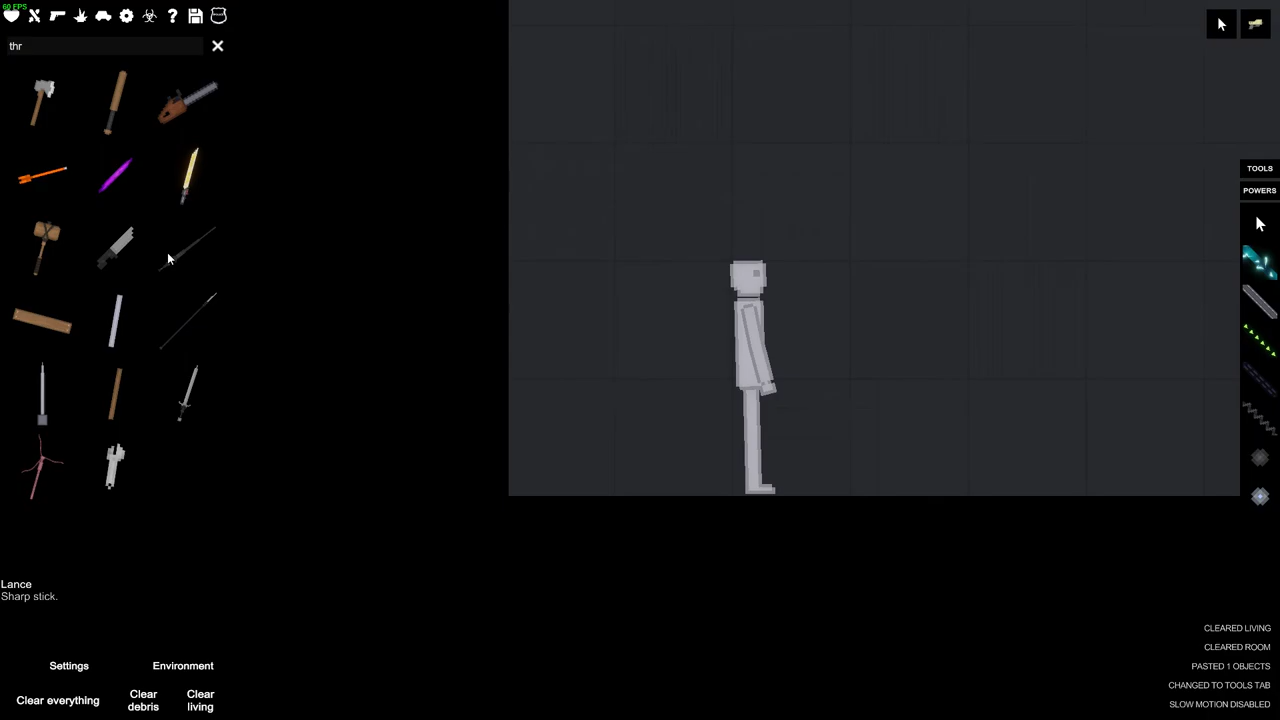 60 FPS
thr
TOOLS
POWERS
Lance
Sharp stick.
Settings
Environment
Clear everything
Clear
debris
Clear
living
CLEARED LIVING
CLEARED ROOM
PASTED 1 OBJECTS
CHANGED TO TOOLS TAB
SLOW MOTION DISABLED